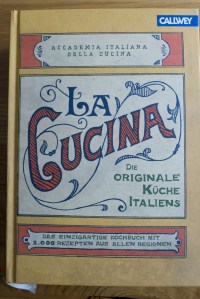 CALLWEY
ACCADEMIA ITALIANA
DELLA CUCINA
LA
CUCINA
DIE
ORIGINALE
KÜCHE
ITALIENS
DAS EINZIGARTIGE KOCHBUCH MIT
2.000 REZEPTEN AUS ALLEN REGIONEN